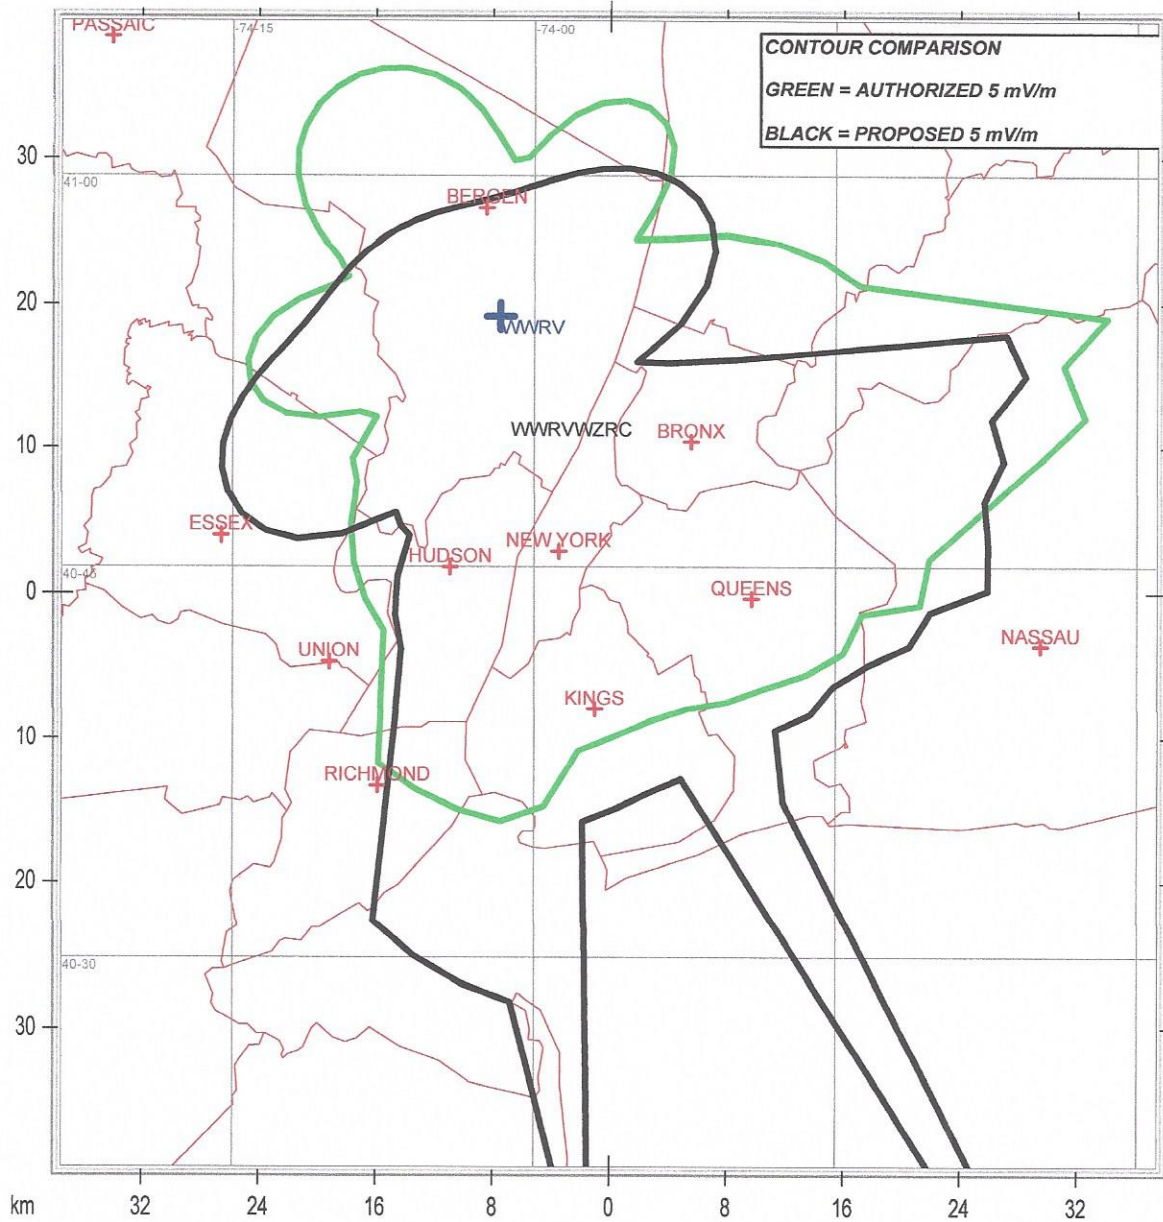 PASSAIC
-74-15
-74-00
CONTOUR COMPARISON
GREEN = AUTHORIZED 5 mV/m
BLACK = PROPOSED 5 mV/m
30
41-00
BERGEN
20
WWRV
WWRVWZRC
BRONX
10
ESSEX
HUDSON
NEW YORK
40-45
0
QUEENS
UNION
NASSAU
KINGS
10
RICHMOND
20
40-30
30
km 32 24 16 8 0 8 16 24 32